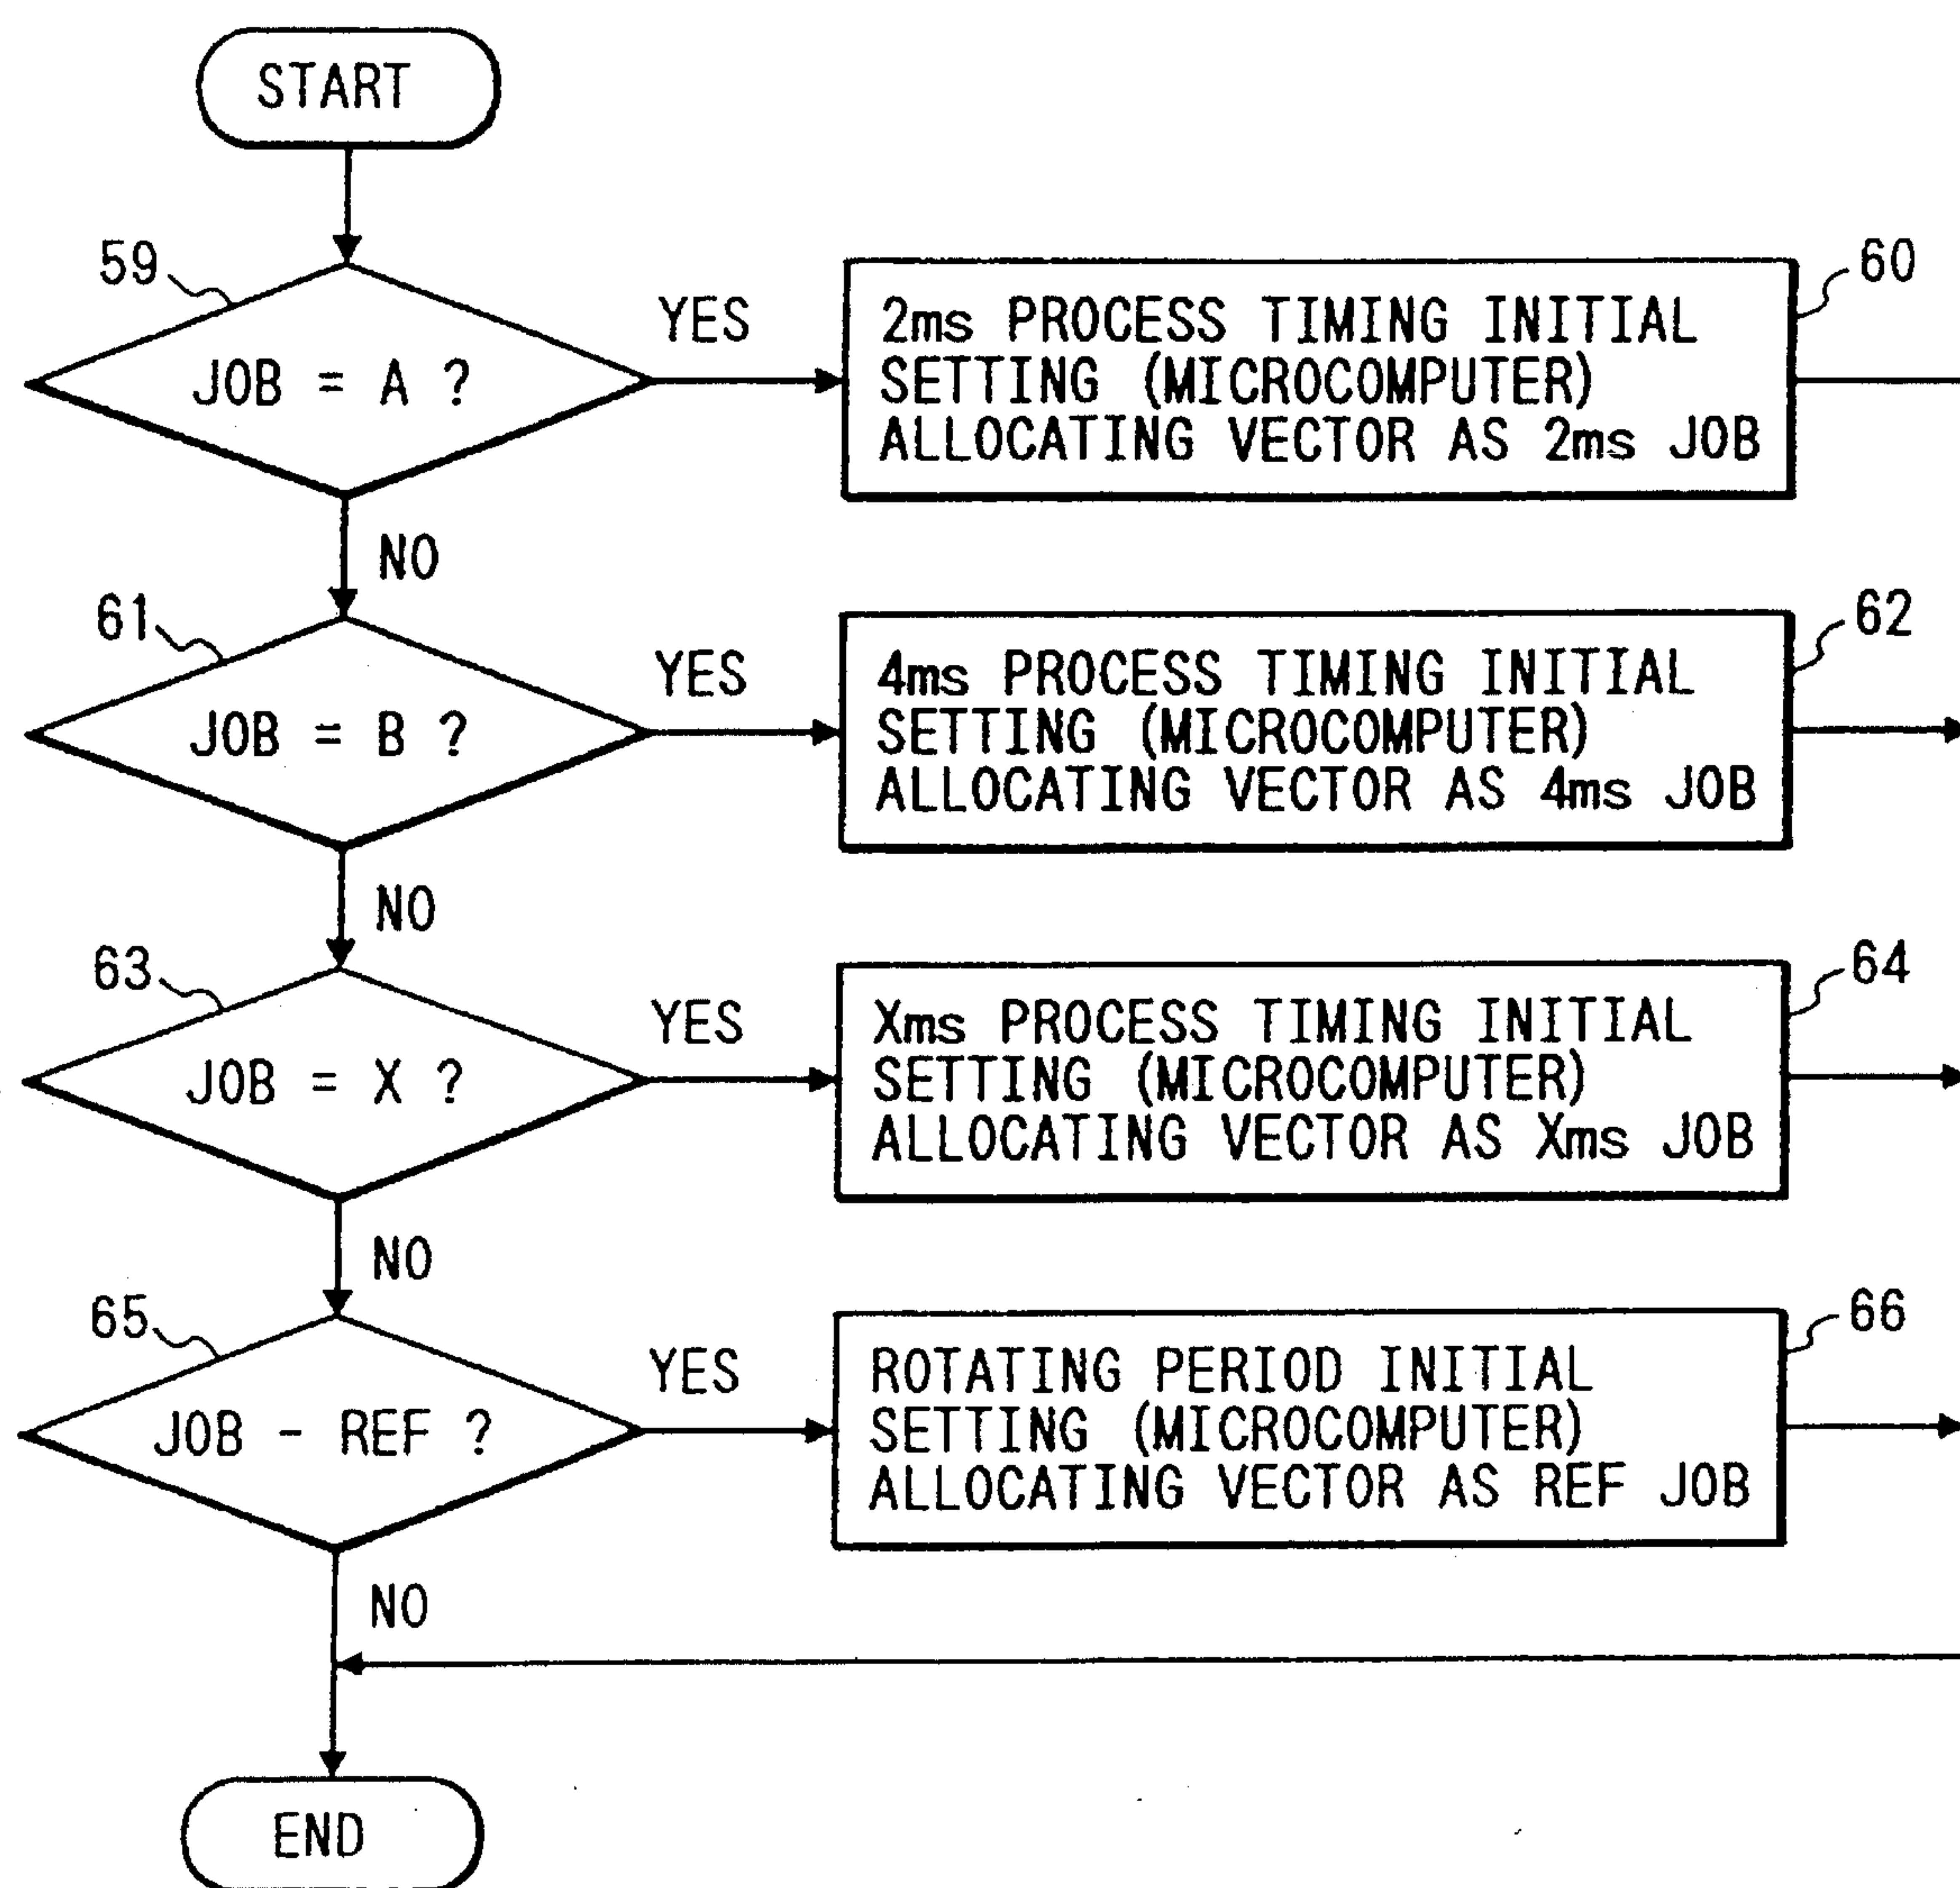 START
59
JOB = A ?
YES
2ms PROCESS TIMING INITIAL
SETTING (MICROCOMPUTER)
ALLOCATING VECTOR AS 2ms JOB
60
NO
61
JOB = B ?
YES
4ms PROCESS TIMING INITIAL
SETTING (MICROCOMPUTER)
ALLOCATING VECTOR AS 4ms JOB
62
NO
63
JOB = X ?
YES
Xms PROCESS TIMING INITIAL
SETTING (MICROCOMPUTER)
ALLOCATING VECTOR AS Xms JOB
64
NO
65
JOB - REF ?
YES
ROTATING PERIOD INITIAL
SETTING (MICROCOMPUTER)
ALLOCATING VECTOR AS REF JOB
66
NO
END